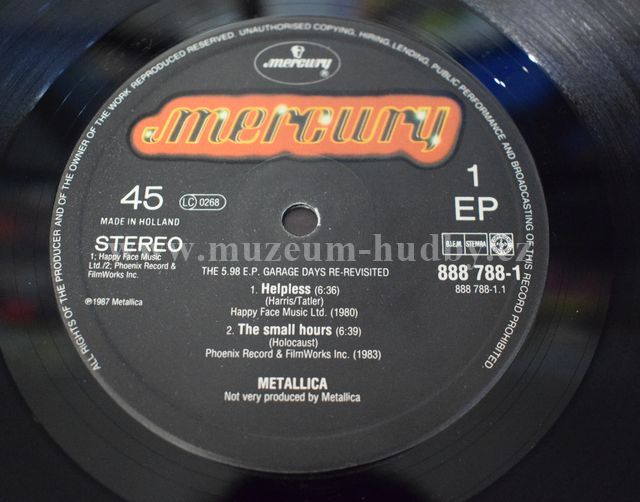 ALL RIGHTS OF THE PRODUCER AND OF THE OWNER OF THE WORK REPRODUCED RESERVED. UNAUTHORISED COPYING, HIRING, LENDING, PUBLIC PERFORMANCE AND BROADCASTING OF THIS RECORD PROHIBITED
mercury ®
mercury
45
LC 0268
1
EP
MADE IN HOLLAND
STEREO
B.I.E.M. STEMRA
1; Happy Face Music
Ltd./2; Phoenix Record &
FilmWorks Inc.
888 788-1
888 788-1.1
www.muzeum-hudby.cz
THE 5.98 E.P. GARAGE DAYS RE-REVISITED
1. Helpless (6:36)
(Harris/Tatler)
Happy Face Music Ltd. (1980)
℗1987 Metallica
2. The small hours (6:39)
(Holocaust)
Phoenix Record & FilmWorks Inc. (1983)
METALLICA
Not very produced by Metallica